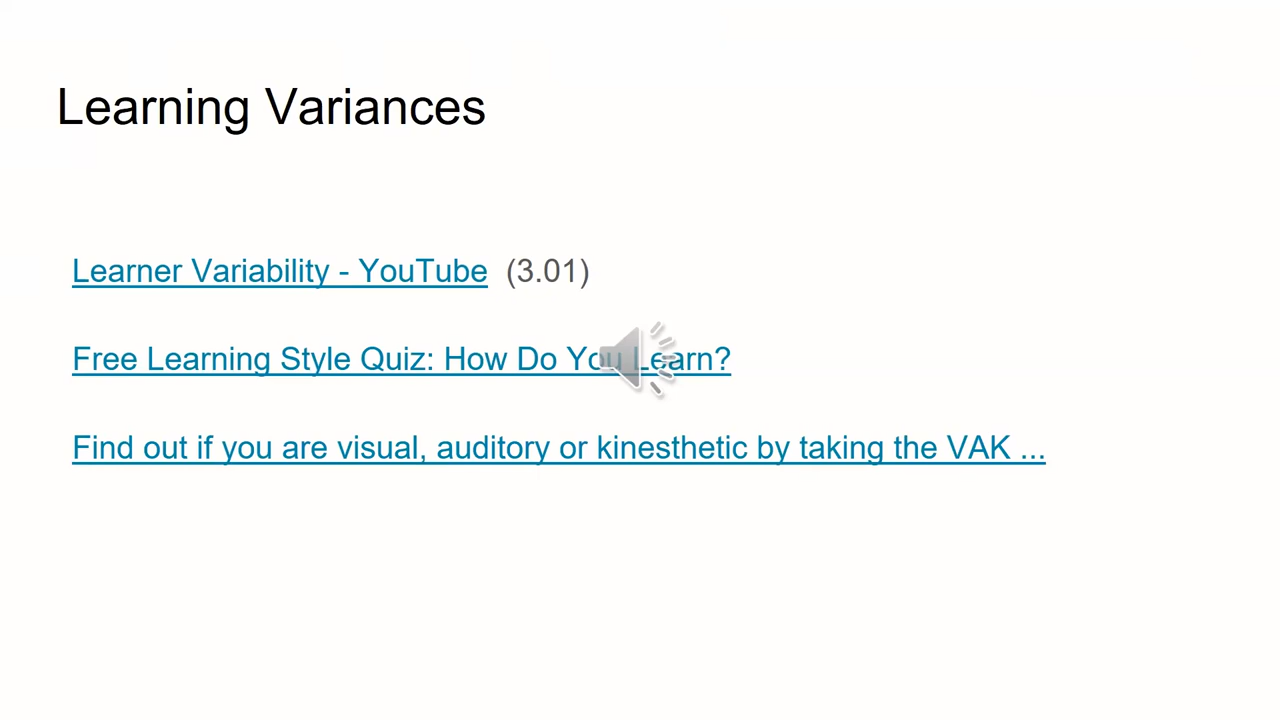 Learning Variances
Learner Variability - YouTube (3.01)
Free Learning Style Quiz: How Do You Learn?
Find out if you are visual, auditory or kinesthetic by taking the VAK ...